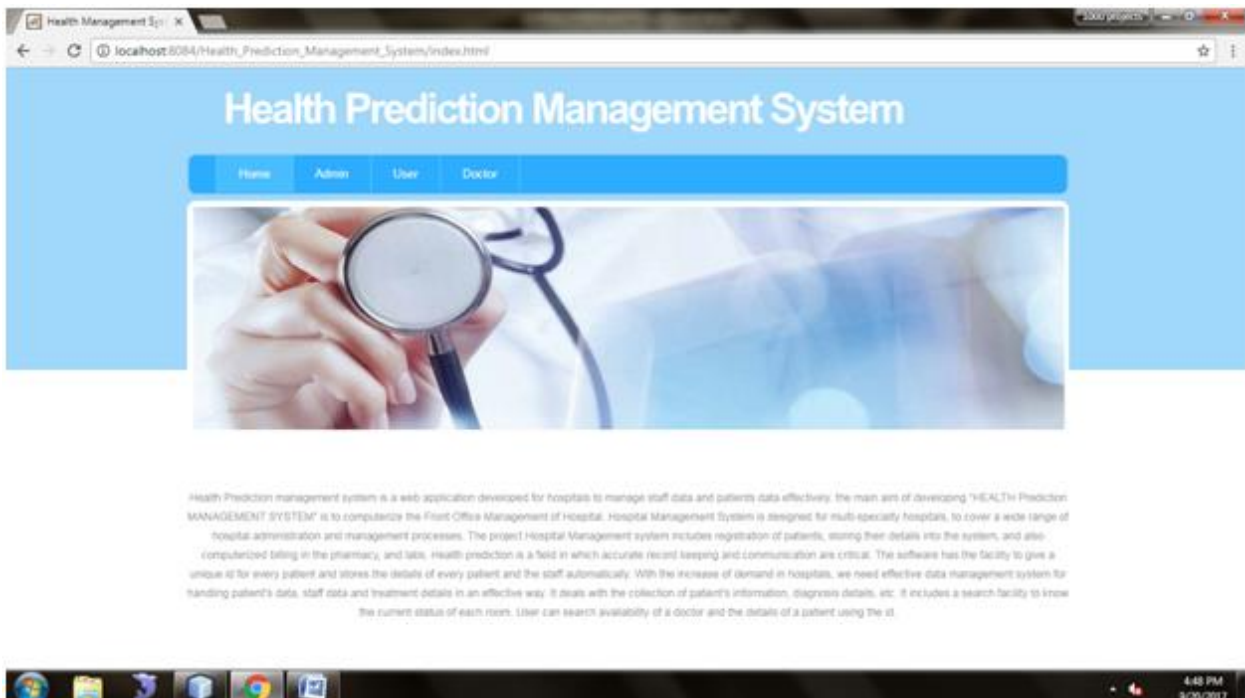 Health Management Sys
1000 projects
localhost:8084/Health_Prediction_Management_System/index.html
Health Prediction Management System
Home Admin User Doctor
Health Prediction management system is a web application developed for hospitals to manage staff data and patients data effectively. the main aim of developing "HEALTH Prediction
MANAGEMENT SYSTEM" is to computerize the Front Office Management of Hospital. Hospital Management System is designed for multi-specialty hospitals, to cover a wide range of
hospital administration and management processes. The project Hospital Management system includes registration of patients, storing their details into the system, and also
computerized billing in the pharmacy, and labs. Health prediction is a field in which accurate record keeping and communication are critical. The software has the facility to give a
unique id for every patient and stores the details of every patient and the staff automatically. With the increase of demand in hospitals, we need effective data management system for
handling patient's data, staff data and treatment details in an effective way. It deals with the collection of patient's information, diagnosis details, etc. It includes a search facility to know
the current status of each room. User can search availability of a doctor and the details of a patient using the id.
4:48 PM
9/20/2017